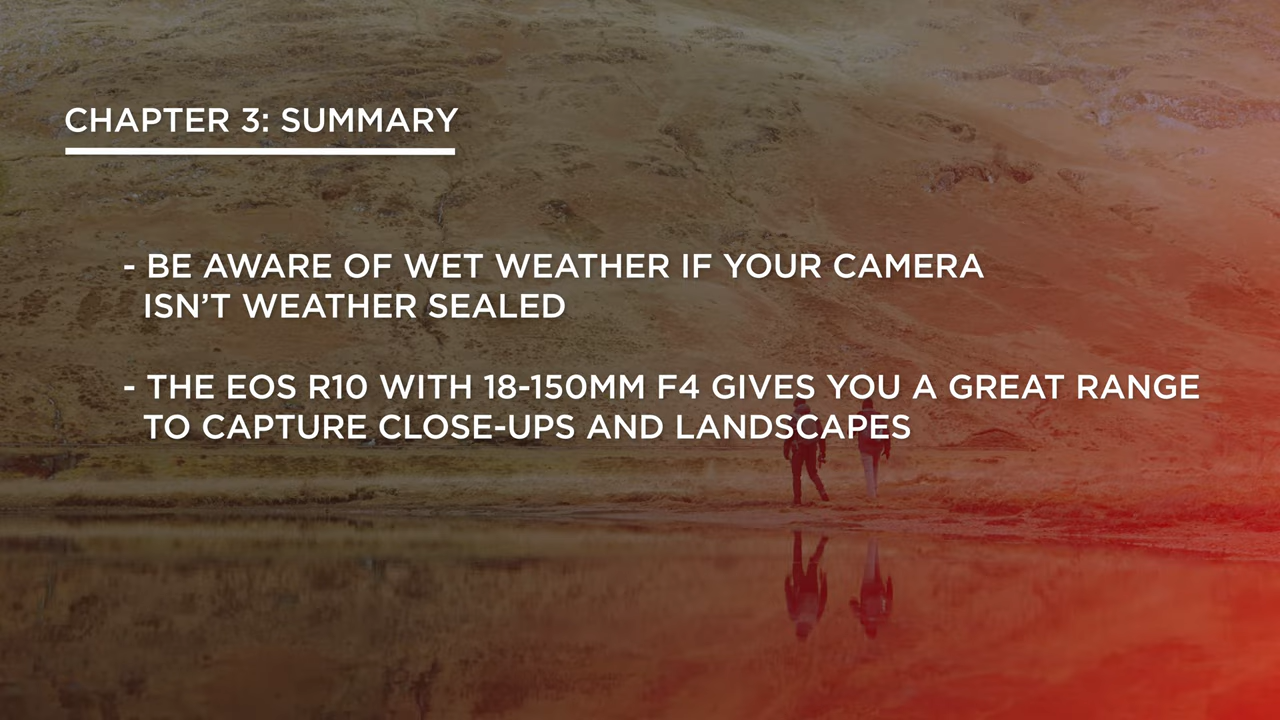 CHAPTER 3: SUMMARY
- BE AWARE OF WET WEATHER IF YOUR CAMERA
ISN’T WEATHER SEALED
- THE EOS R10 WITH 18-150MM F4 GIVES YOU A GREAT RANGE
TO CAPTURE CLOSE-UPS AND LANDSCAPES